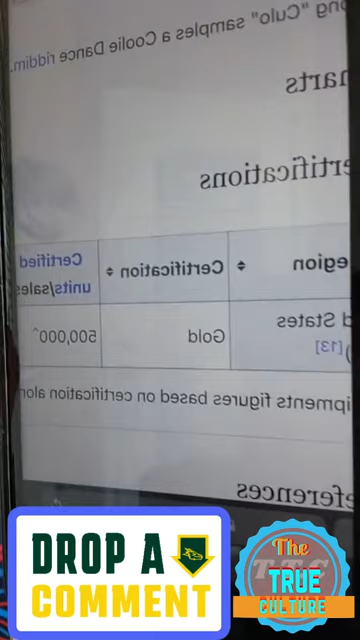 ong "Culo" samples a Coolie Dance riddim.
harts
ertifications
egion Certification Certified units/sales
d States [13] Gold 500,000^
ipments figures based on certification alon
eferences
DROP A
COMMENT
The
TRUE
CULTURE